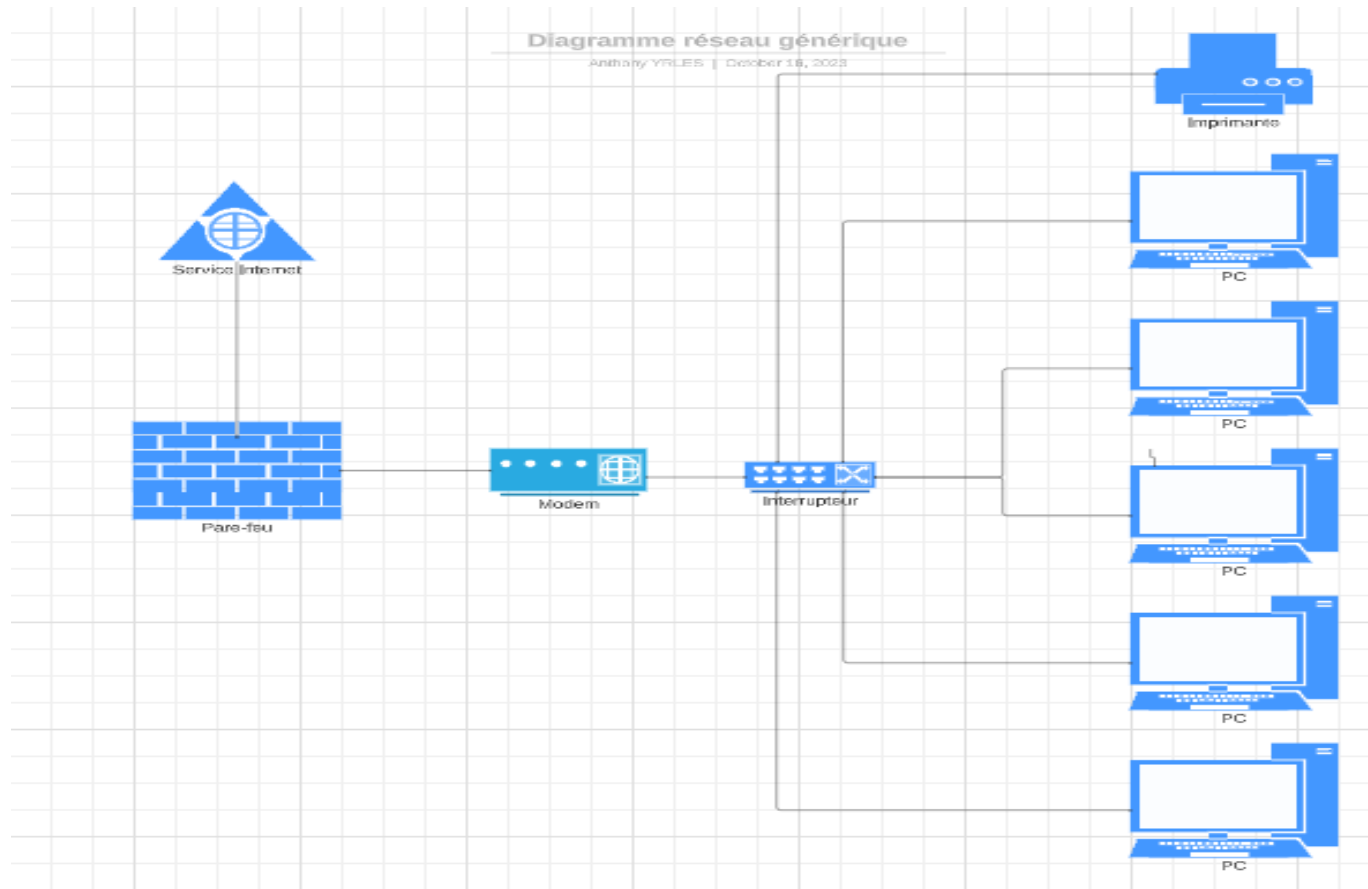 Diagramme réseau générique
Anthony YRLES | October 16, 2023
Imprimante
PC
Service Internet
PC
Modem
Interrupteur
Pare-feu
PC
PC
PC